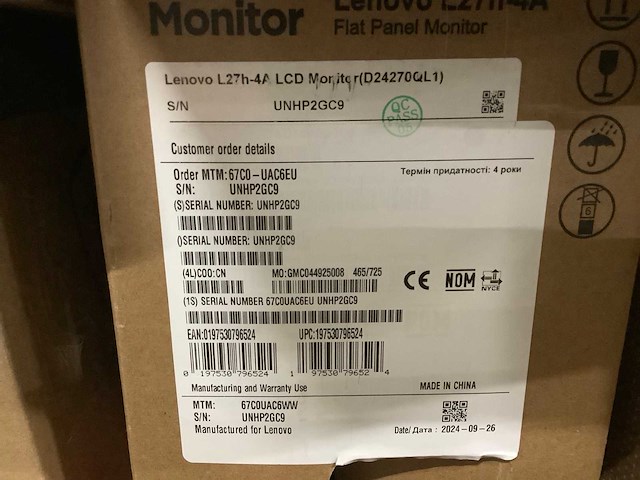 Monitor
Lenovo L27h-4A
Flat Panel Monitor
Lenovo L27h-4A LCD Monitor(D24270QL1)
S/N UNHP2GC9
QC
PASS
Customer order details
Order MTM:67C0-UAC6EU
Термін придатності: 4 роки
S/N: UNHP2GC9
(S)SERIAL NUMBER: UNHP2GC9
()SERIAL NUMBER: UNHP2GC9
(4L)COO:CN MO:GMC044925008 465/725
CE NOM NYCE
(1S) SERIAL NUMBER 67C0UAC6EU UNHP2GC9
EAN:0197530796524 UPC:197530796524
0 197530 796524 1 97530 79652 4
Manufacturing and Warranty Use MADE IN CHINA
MTM: 67C0UAC6WW
S/N: UNHP2GC9
Manufactured for Lenovo Date/ Дата : 2024-09-26
6